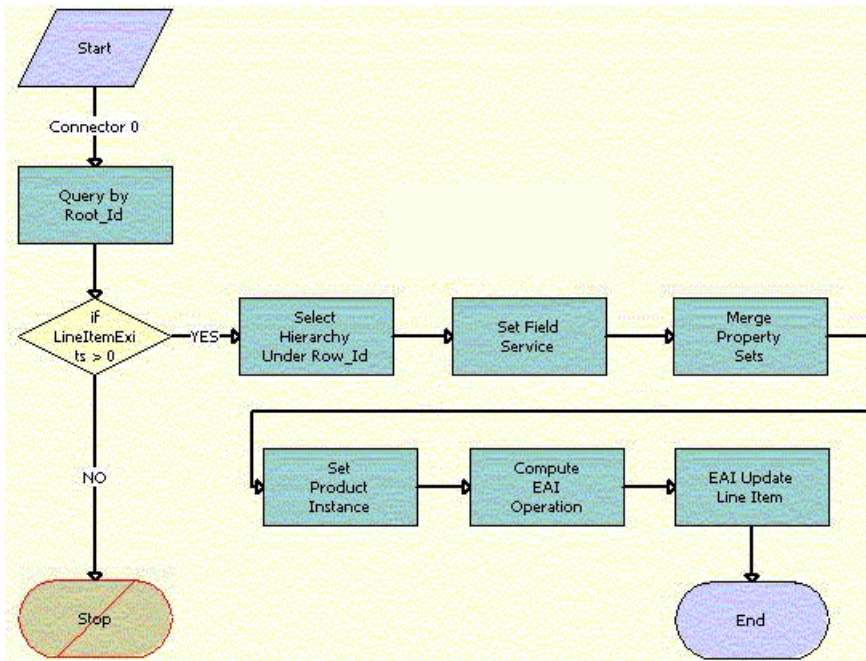 Start
Connector 0
Query by
Root_Id
if
LineItemExi
ts > 0
YES
Select
Hierarchy
Under Row_Id
Set Field
Service
Merge
Property
Sets
Set
Product
Instance
Compute
EAI
Operation
EAI Update
Line Item
NO
Stop
End